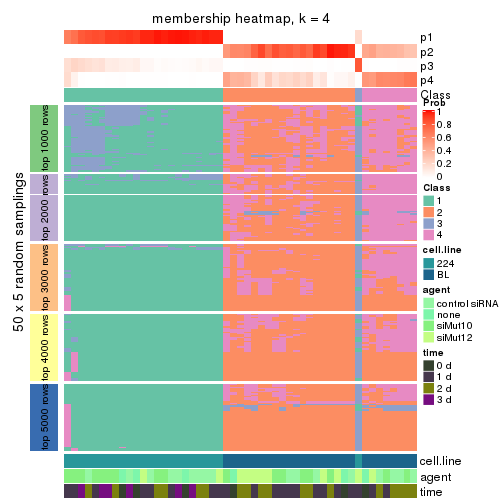 membership heatmap, k = 4
p1
p2
p3
p4
Class
50 x 5 random samplings
top 1000 rows
top 2000 rows
top 3000 rows
top 4000 rows
top 5000 rows
cell.line
agent
time
Prob
1
0.8
0.6
0.4
0.2
0
Class
1
2
3
4
cell.line
224
BL
agent
control siRNA
none
siMut10
siMut12
time
0 d
1 d
2 d
3 d